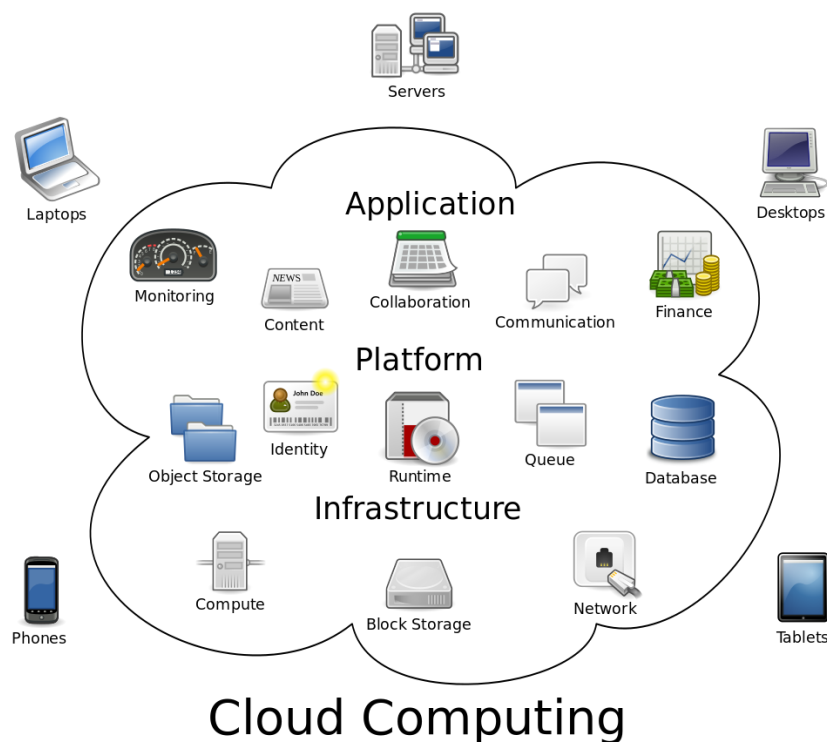 Servers
Laptops
Desktops
Application
Monitoring
NEWS
Content
Collaboration
Communication
Finance
Platform
Object Storage
John Doe
Identity
Runtime
Queue
Database
Infrastructure
Compute
Block Storage
Network
Phones
Tablets
Cloud Computing